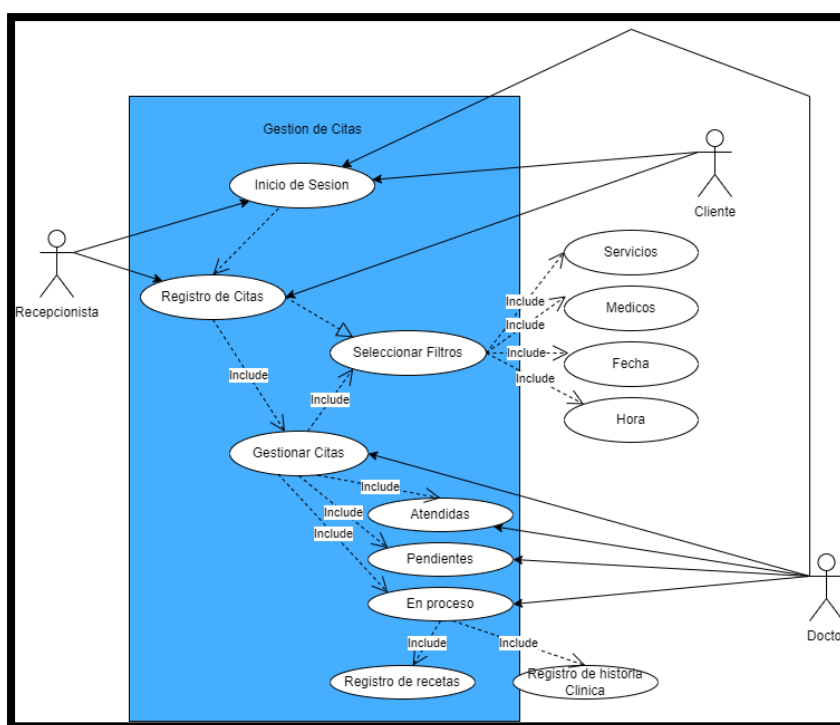 Gestion de Citas
Inicio de Sesion
Cliente
Servicios
Recepcionista
Registro de Citas
Include
Medicos
Include
Seleccionar Filtros
Include
Fecha
Include
Include
Include
Hora
Gestionar Citas
Include
Atendidas
Include
Include
Pendientes
En proceso
Include
Include
Docto
Registro de recetas
Registro de historia
Clinica